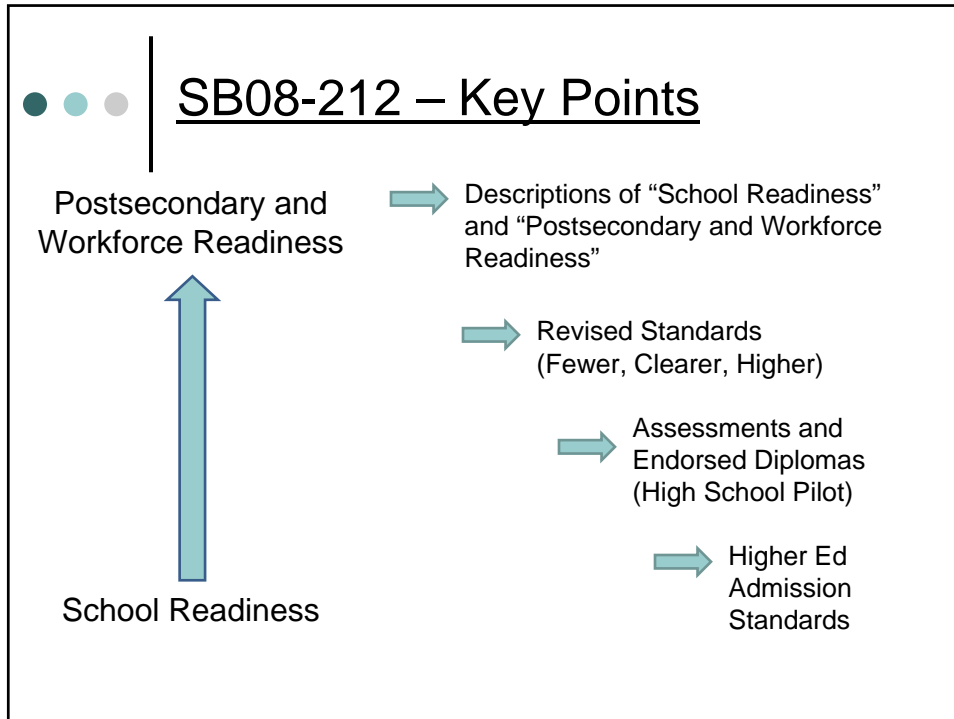 SB08-212 – Key Points
Postsecondary and
Workforce Readiness
School Readiness
Descriptions of “School Readiness”
and “Postsecondary and Workforce
Readiness”
Revised Standards
(Fewer, Clearer, Higher)
Assessments and
Endorsed Diplomas
(High School Pilot)
Higher Ed
Admission
Standards